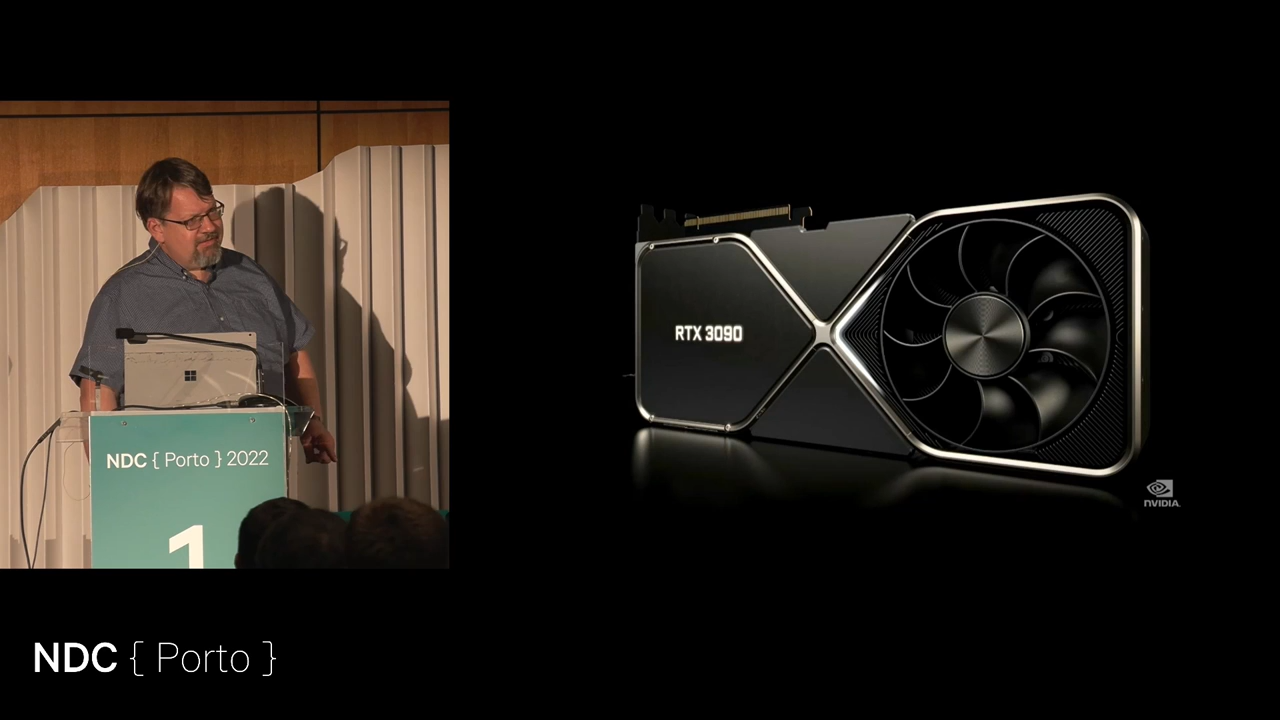 NDC { Porto } 2022
1
RTX 3090
NVIDIA.
NDC { Porto }